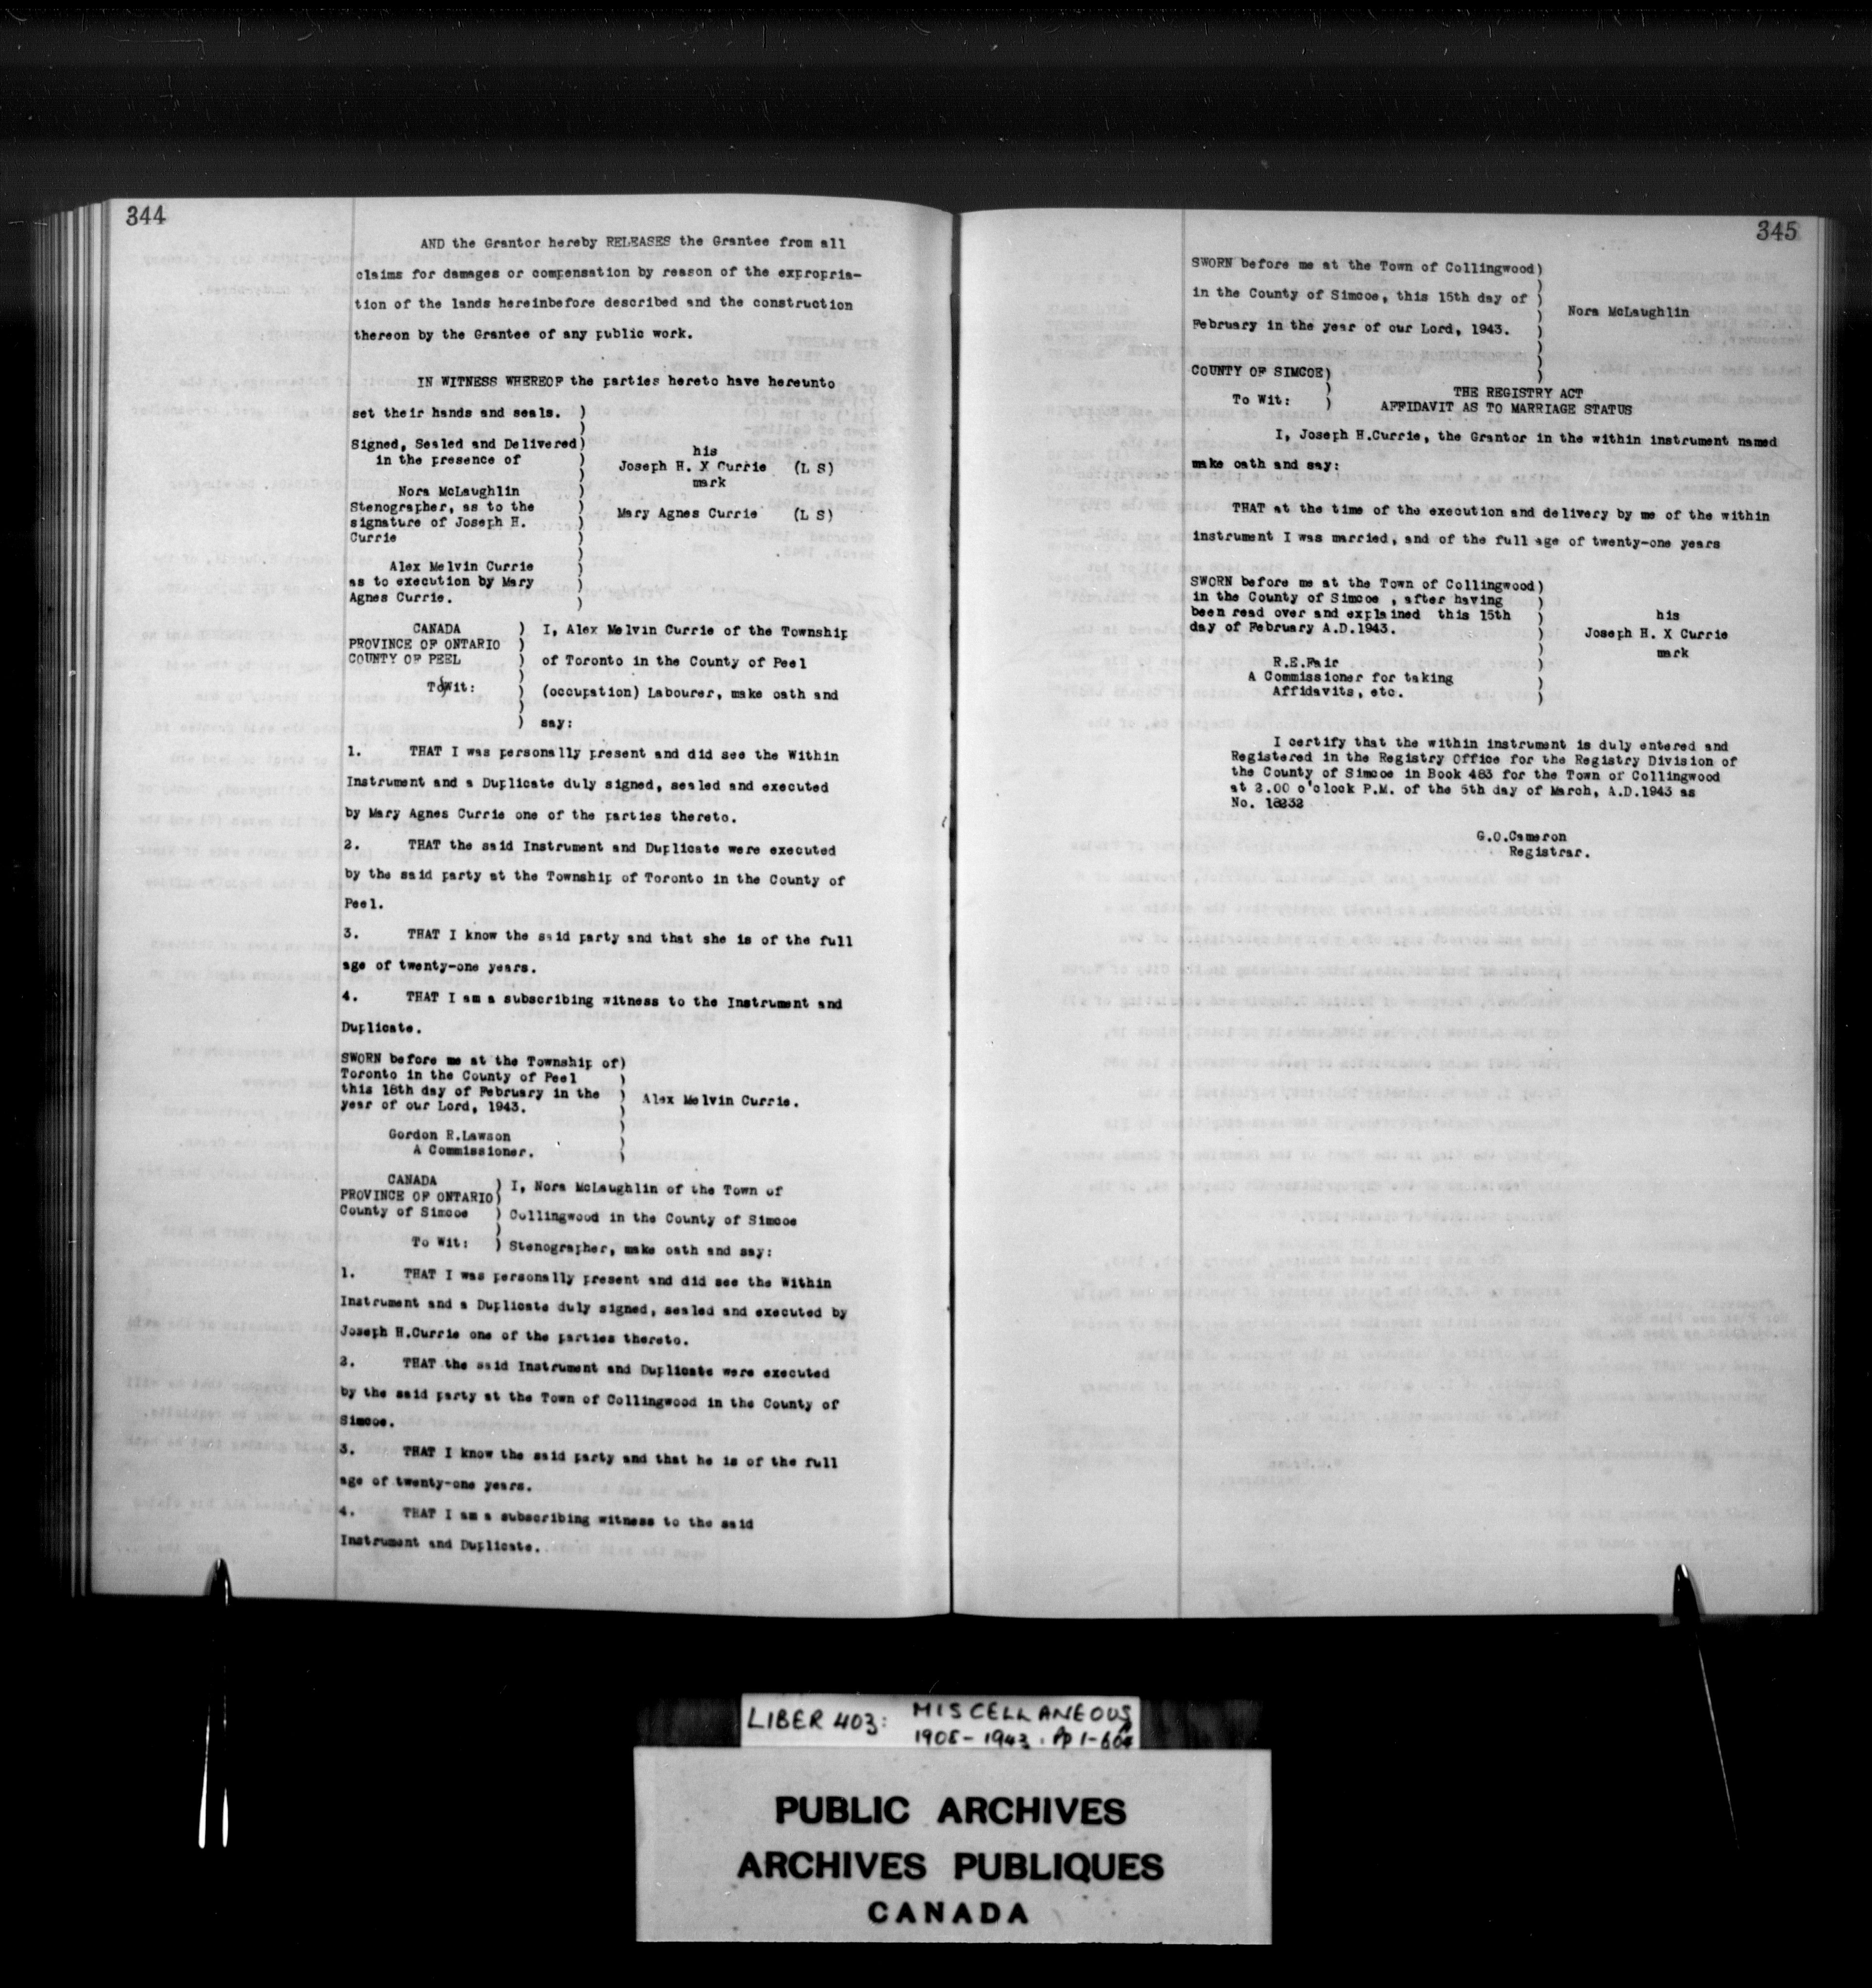 344
AND the Grantor hereby RELEASES the Grantee from all
claims for damages or compensation by reason of the expropria-
tion of the lands hereinbefore described and the construction
thereon by the Grantee of any public work.
IN WITNESS WHEREOF the parties hereto have hereunto
set their hands and seals. )
Signed, Sealed and Delivered)
in the presence of
his
Joseph H. X Currie (L S)
mark
Nora McLaughlin
Stenographer, as to the
signature of Joseph H.
Currie
Mary Agnes Currie (L S)
Alex Melvin Currie
as to execution by Mary
Agnes Currie.
CANADA
PROVINCE OF ONTARIO
COUNTY OF PEEL
To Wit:
I, Alex Melvin Currie of the Township
of Toronto in the County of Peel
(occupation) Labourer, make oath and
say:
1. THAT I was personally present and did see the Within
Instrument and a Duplicate duly signed, sealed and executed
by Mary Agnes Currie one of the parties thereto.
2. THAT the said Instrument and Duplicate were executed
by the said party at the Township of Toronto in the County of
Peel.
3. THAT I know the said party and that she is of the full
age of twenty-one years.
4. THAT I am a subscribing witness to the Instrument and
Duplicate.
SWORN before me at the Township of)
Toronto in the County of Peel )
this 18th day of February in the )
year of our Lord, 1943. )
Alex Melvin Currie.
Gordon R.Lawson
A Commissioner.
CANADA
PROVINCE OF ONTARIO
County of Simcoe
To Wit:
I, Nora McLaughlin of the Town of
Collingwood in the County of Simcoe
Stenographer, make oath and say:
1. THAT I was personally present and did see the Within
Instrument and a Duplicate duly signed, sealed and executed by
Joseph H.Currie one of the parties thereto.
2. THAT the said Instrument and Duplicate were executed
by the said party at the Town of Collingwood in the County of
Simcoe.
3. THAT I know the said party and that he is of the full
age of twenty-one years.
4. THAT I am a subscribing witness to the said
Instrument and Duplicate.
345
SWORN before me at the Town of Collingwood)
in the County of Simcoe, this 15th day of )
February in the year of our Lord, 1943. )
Nora McLaughlin
COUNTY OF SIMCOE)
To Wit: )
THE REGISTRY ACT
AFFIDAVIT AS TO MARRIAGE STATUS
I, Joseph H.Currie, the Grantor in the within instrument named
make oath and say:
THAT at the time of the execution and delivery by me of the within
instrument I was married, and of the full age of twenty-one years
SWORN before me at the Town of Collingwood)
in the County of Simcoe , after having )
been read over and explained this 15th )
day of February A.D.1943. )
his
Joseph H. X Currie
mark
R.E.Fair
A Commissioner for taking
Affidavits, etc.
I certify that the within instrument is duly entered and
Registered in the Registry Office for the Registry Division of
the County of Simcoe in Book 483 for the Town of Collingwood
at 2.00 o'clock P.M. of the 5th day of March, A.D.1943 as
No. 18232
G.O.Cameron
Registrar.
LIBER 403: MISCELLANEOUS
1908-1943. Pp 1-
PUBLIC ARCHIVES
ARCHIVES PUBLIQUES
CANADA